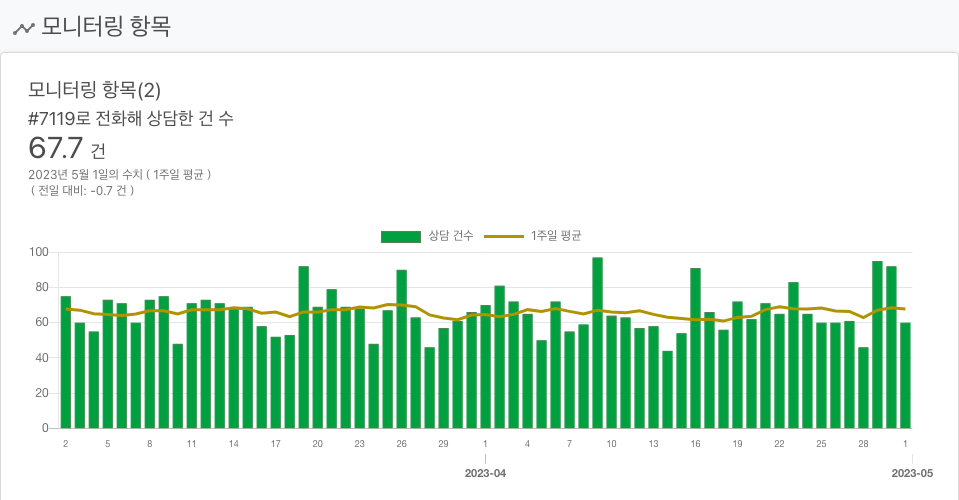 모니터링 항목
모니터링 항목(2)
#7119로 전화해 상담한 건 수
67.7 건
2023년 5월 1일의 수치 ( 1주일 평균 )
( 전일 대비: -0.7 건 )
상담 건수 1주일 평균
100
80
60
40
20
0
2 5 8 11 14 17 20 23 26 29 1 4 7 10 13 16 19 22 25 28 1
2023-04 2023-05